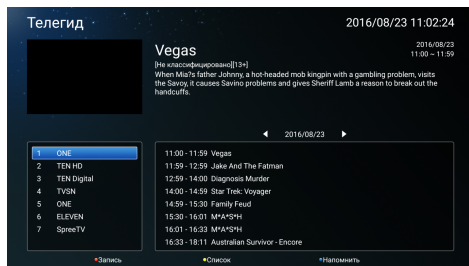 Телегид
2016/08/23 11:02:24
Vegas
2016/08/23
11:00 ~ 11:59
[Не классифицировано][13+]
When Mia?s father Johnny, a hot-headed mob kingpin with a gambling problem, visits
the Savoy, it causes Savino problems and gives Sheriff Lamb a reason to break out the
handcuffs.
2016/08/23
1 ONE
2 TEN HD
3 TEN Digital
4 TVSN
5 ONE
6 ELEVEN
7 SpreeTV
11:00 - 11:59 Vegas
11:59 - 12:59 Jake And The Fatman
12:59 - 14:00 Diagnosis Murder
14:00 - 14:59 Star Trek: Voyager
14:59 - 15:30 Family Feud
15:30 - 16:01 M*A*S*H
16:01 - 16:33 M*A*S*H
16:33 - 18:11 Australian Survivor - Encore
Запись
Список
Напомнить